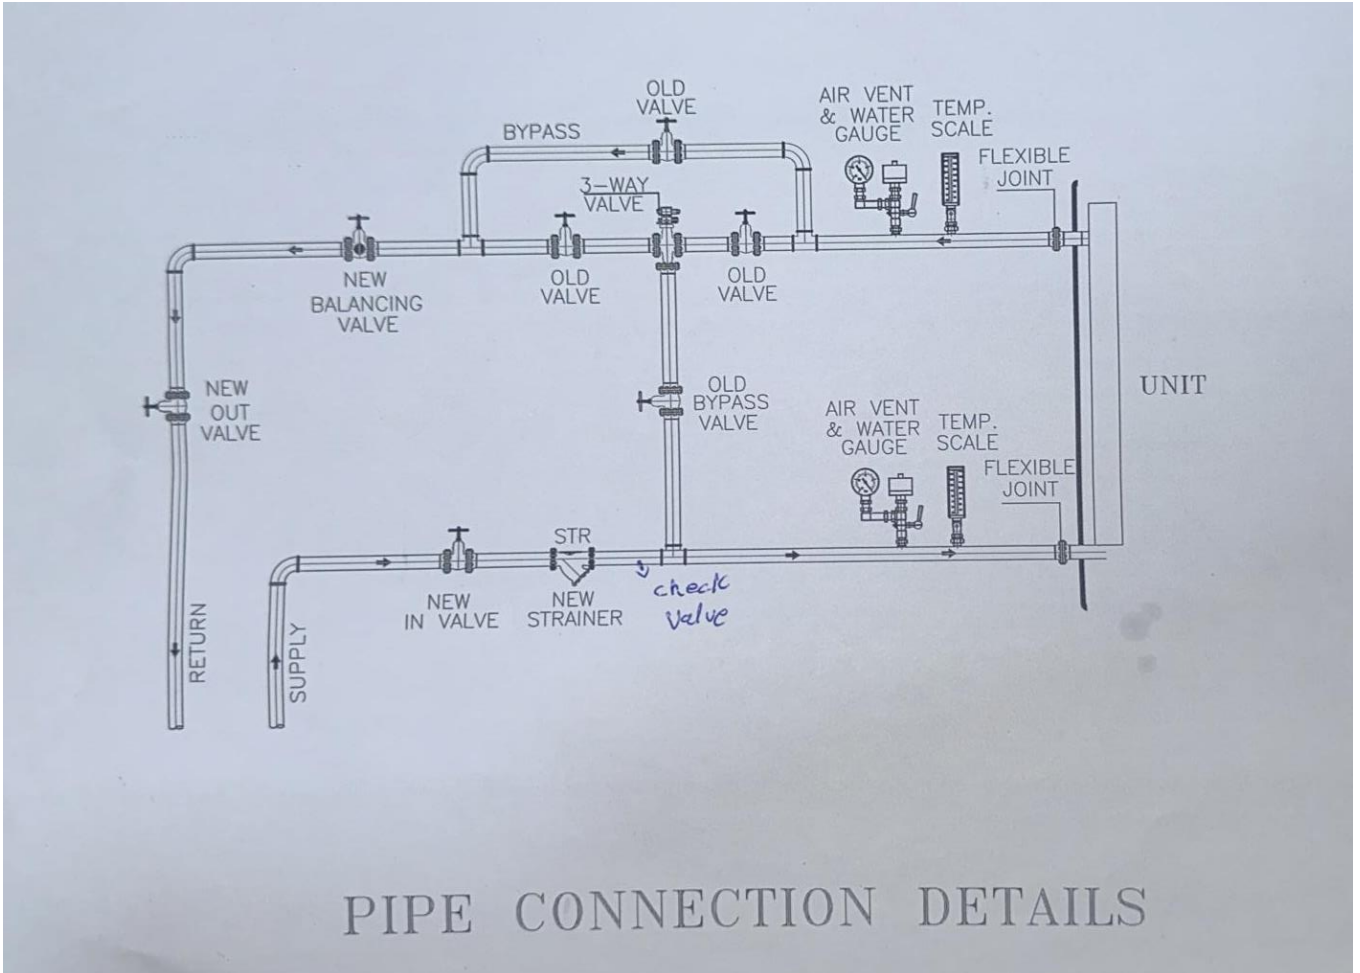 OLD
VALVE
BYPASS
3-WAY
VALVE
AIR VENT
& WATER
GAUGE
TEMP.
SCALE
FLEXIBLE
JOINT
NEW
BALANCING
VALVE
OLD
VALVE
OLD
VALVE
NEW
OUT
VALVE
OLD
BYPASS
VALVE
UNIT
AIR VENT
& WATER
GAUGE
TEMP.
SCALE
FLEXIBLE
JOINT
STR
NEW
IN VALVE
NEW
STRAINER
check
valve
RETURN
SUPPLY
PIPE CONNECTION DETAILS